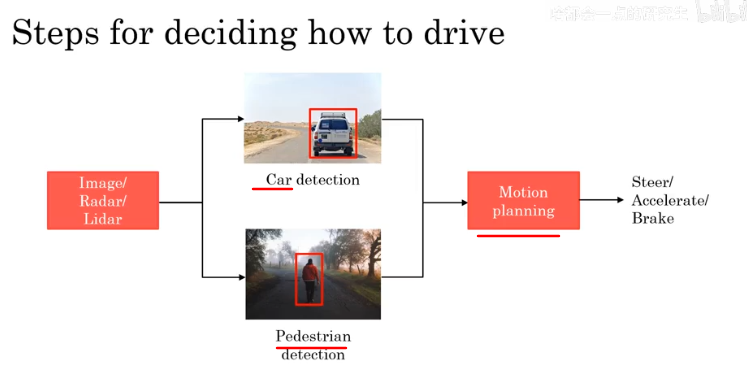 Steps for deciding how to drive
Image/
Radar/
Lidar
Car detection
Pedestrian
detection
Motion
planning
Steer/
Accelerate/
Brake